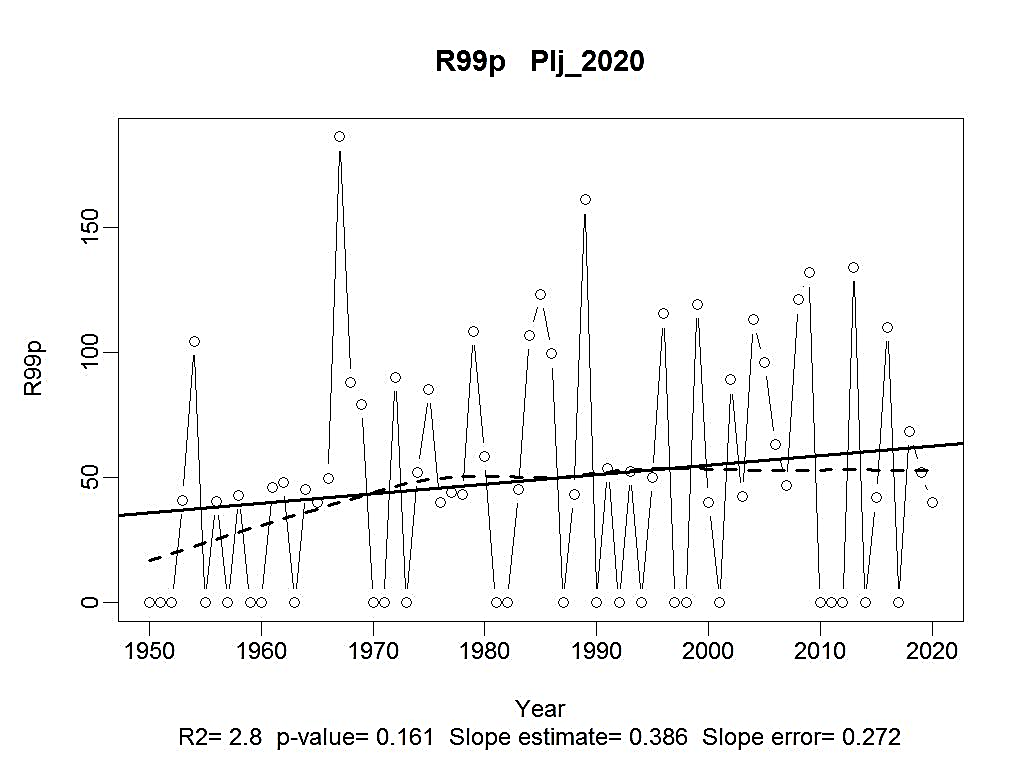 R99p Plj_2020
R99p
150
100
50
0
1950 1960 1970 1980 1990 2000 2010 2020
Year
R2= 2.8 p-value= 0.161 Slope estimate= 0.386 Slope error= 0.272